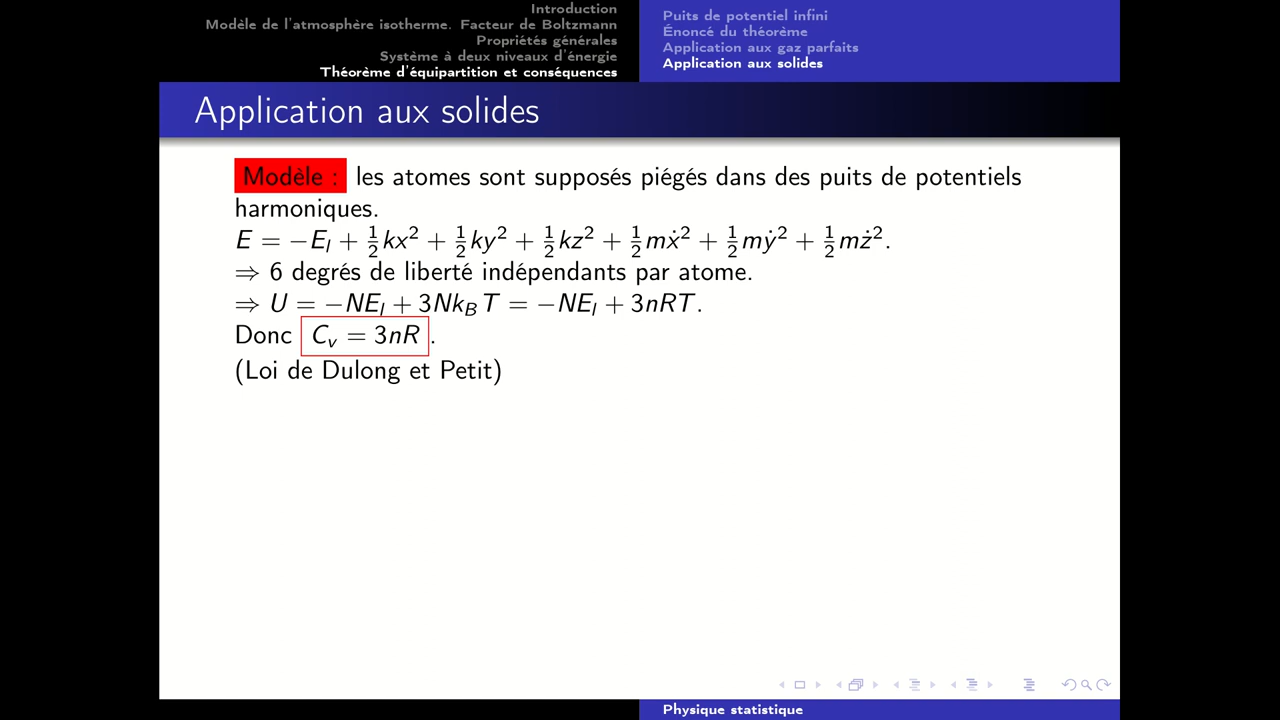 Introduction
Modèle de l'atmosphère isotherme. Facteur de Boltzmann
Propriétés générales
Système à deux niveaux d'énergie
Théorème d'équipartition et conséquences
Puits de potentiel infini
Énoncé du théorème
Application aux gaz parfaits
Application aux solides
Application aux solides
Modèle : les atomes sont supposés piégés dans des puits de potentiels
harmoniques.
E = −E_l + ½kx² + ½ky² + ½kz² + ½mẋ² + ½mẏ² + ½mż².
⇒ 6 degrés de liberté indépendants par atome.
⇒ U = −NE_l + 3Nk_BT = −NE_l + 3nRT.
Donc C_v = 3nR.
(Loi de Dulong et Petit)
Physique statistique